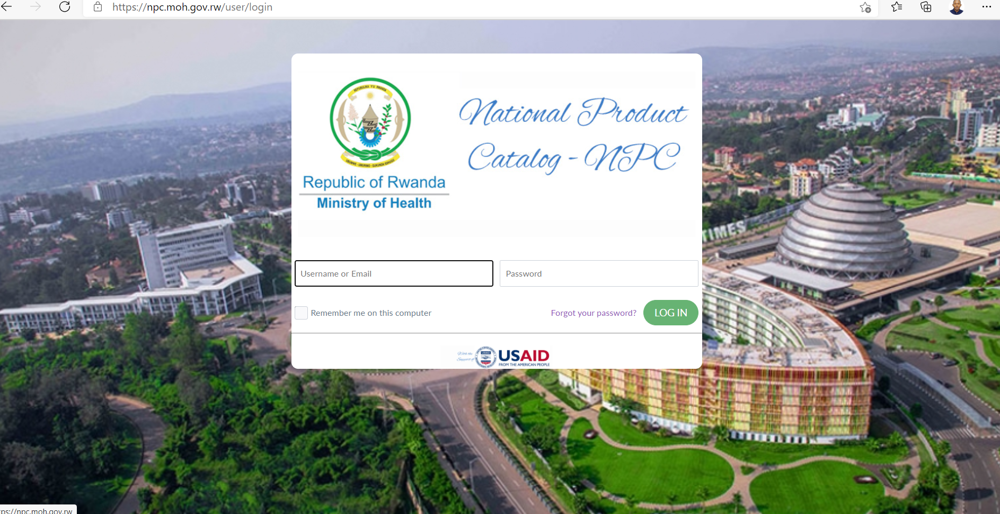 https://npc.moh.gov.rw/user/login
REPUBULIKA Y'U RWANDA
National Product
Catalog - NPC
UBUMWE - UMURIMO - GUKUNDA IGIHUGU
Republic of Rwanda
Ministry of Health
TIMES
Username or Email
Password
Remember me on this computer
Forgot your password?
LOG IN
With the
Support of
USAID
FROM THE AMERICAN PEOPLE
ps://npc.moh.gov.rw